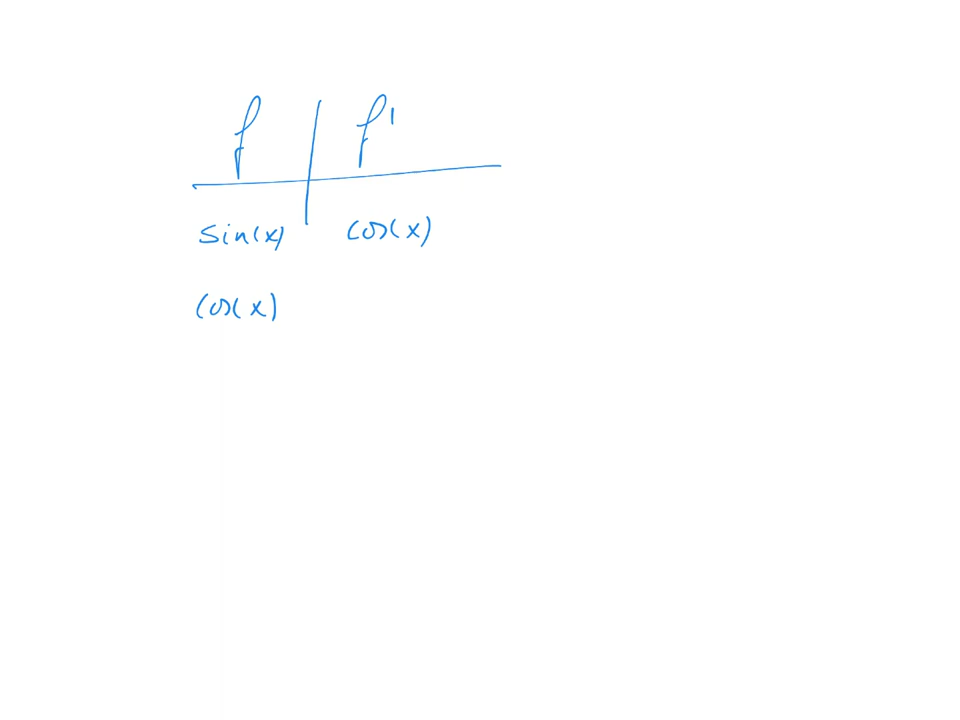 f f'
sin(x) cos(x)
cos(x)